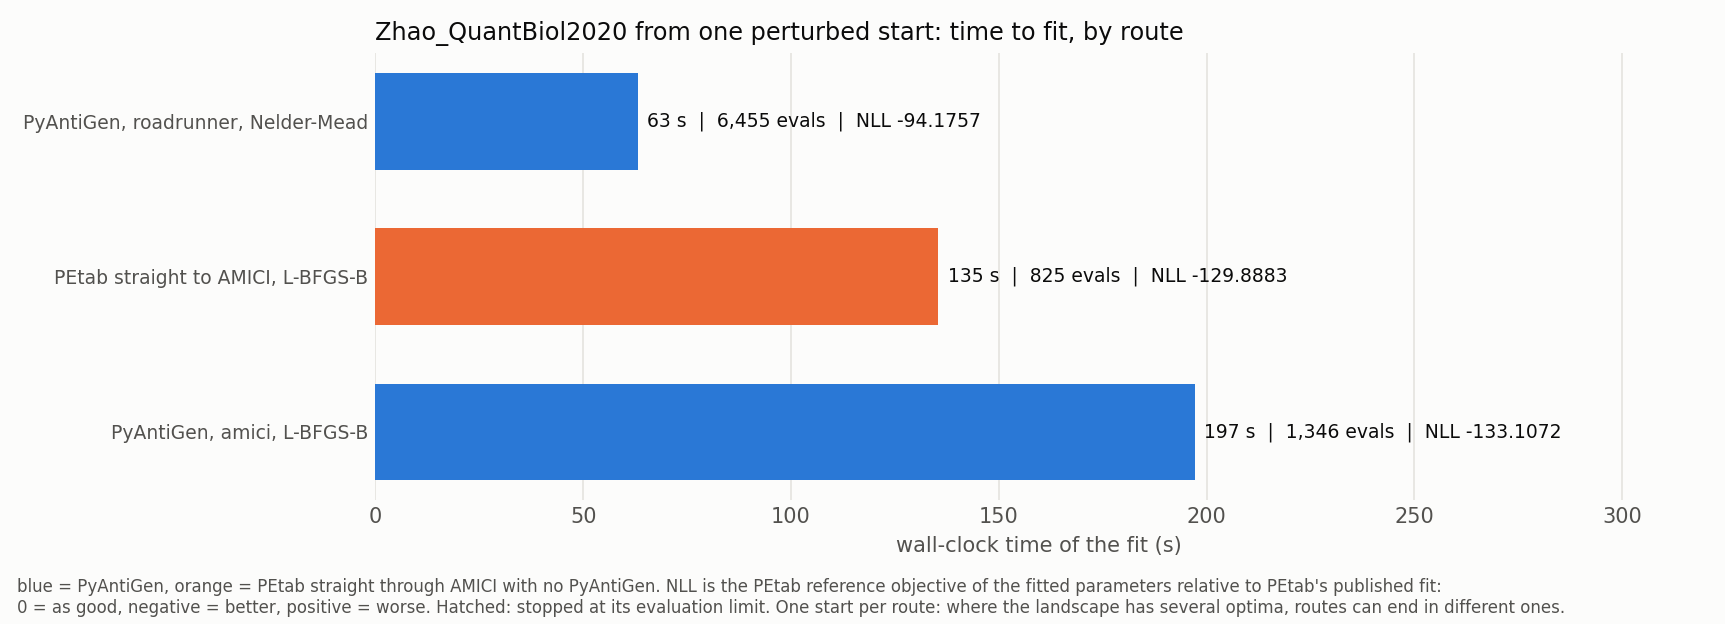 Zhao_QuantBiol2020 from one perturbed start: time to fit, by route
PyAntiGen, roadrunner, Nelder-Mead
63 s | 6,455 evals | NLL -94.1757
PEtab straight to AMICI, L-BFGS-B
135 s | 825 evals | NLL -129.8883
PyAntiGen, amici, L-BFGS-B
197 s | 1,346 evals | NLL -133.1072
0 50 100 150 200 250 300
wall-clock time of the fit (s)
blue = PyAntiGen, orange = PEtab straight through AMICI with no PyAntiGen. NLL is the PEtab reference objective of the fitted parameters relative to PEtab's published fit:
0 = as good, negative = better, positive = worse. Hatched: stopped at its evaluation limit. One start per route: where the landscape has several optima, routes can end in different ones.